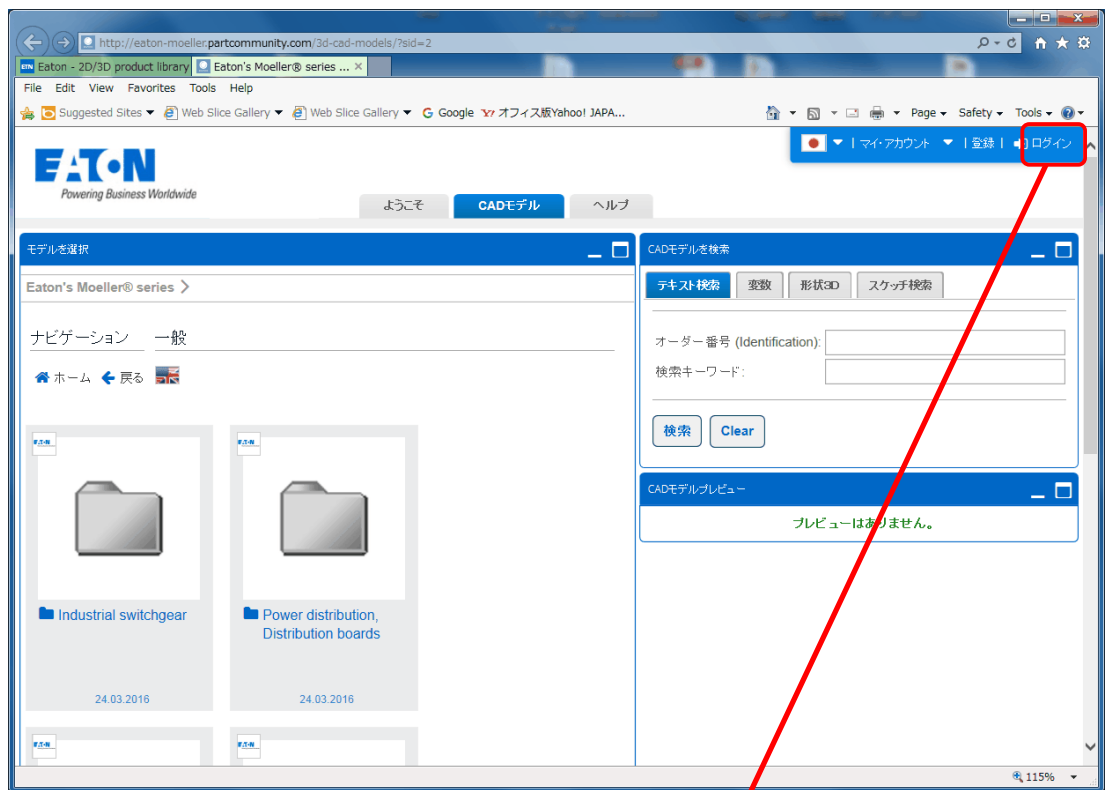 http://eaton-moeller.partcommunity.com/3d-cad-models/?sid=2
Eaton - 2D/3D product library
Eaton's Moeller® series ...
File Edit View Favorites Tools Help
Suggested Sites Web Slice Gallery Web Slice Gallery Google オフィス版Yahoo! JAPA...
Page Safety Tools
| マイ・アカウント | 登録 | ログイン
EATON
Powering Business Worldwide
ようこそ CADモデル ヘルプ
モデルを選択
Eaton's Moeller® series
ナビゲーション 一般
ホーム 戻る
EATON
EATON
Industrial switchgear
Power distribution,
Distribution boards
24.03.2016
24.03.2016
EATON
EATON
CADモデルを検索
テキスト検索 変数 形状3D スケッチ検索
オーダー番号 (Identification):
検索キーワード:
検索 Clear
CADモデルプレビュー
プレビューはありません。
115%